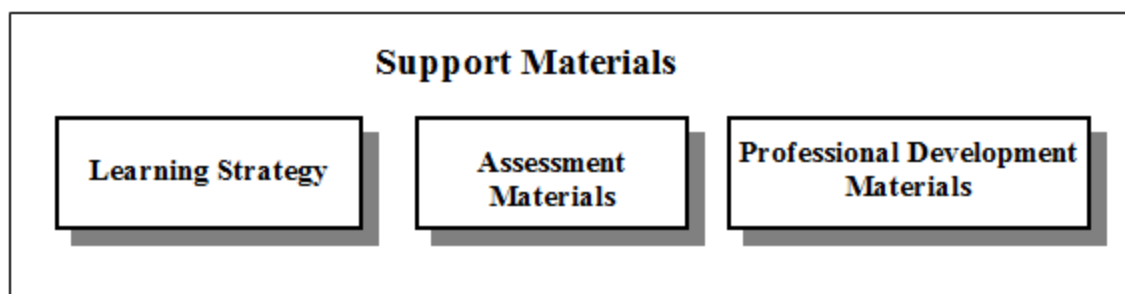 Support Materials
Learning Strategy
Assessment
Materials
Professional Development
Materials